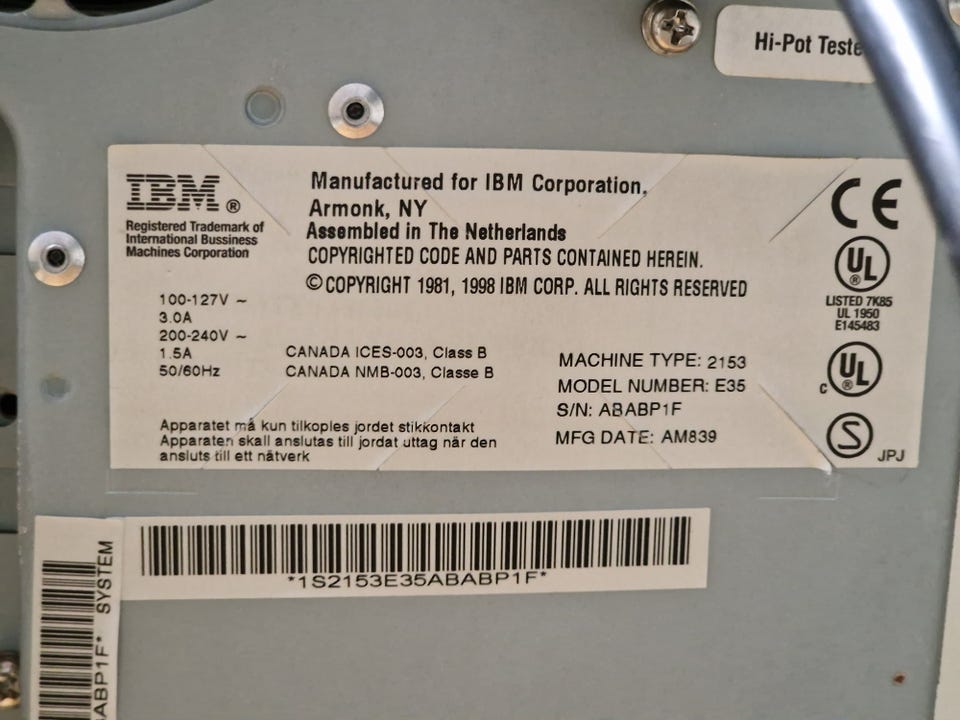 Hi-Pot Teste
IBM®
Registered Trademark of
International Bussiness
Machines Corporation
Manufactured for IBM Corporation,
Armonk, NY
Assembled in The Netherlands
COPYRIGHTED CODE AND PARTS CONTAINED HEREIN.
© COPYRIGHT 1981, 1998 IBM CORP. ALL RIGHTS RESERVED
CE
UL ®
LISTED 7K85
UL 1950
E145483
100-127V ~
3.0A
200-240V ~
1.5A
50/60Hz
CANADA ICES-003, Class B
CANADA NMB-003, Classe B
MACHINE TYPE: 2153
MODEL NUMBER: E35
S/N: ABABP1F
MFG DATE: AM839
c UL ®
S
JPJ
Apparatet må kun tilkoples jordet stikkontakt
Apparaten skall anslutas till jordat uttag når den
ansluts till ett nätverk
*1S2153E35ABABP1F*
ABP1F* SYSTEM